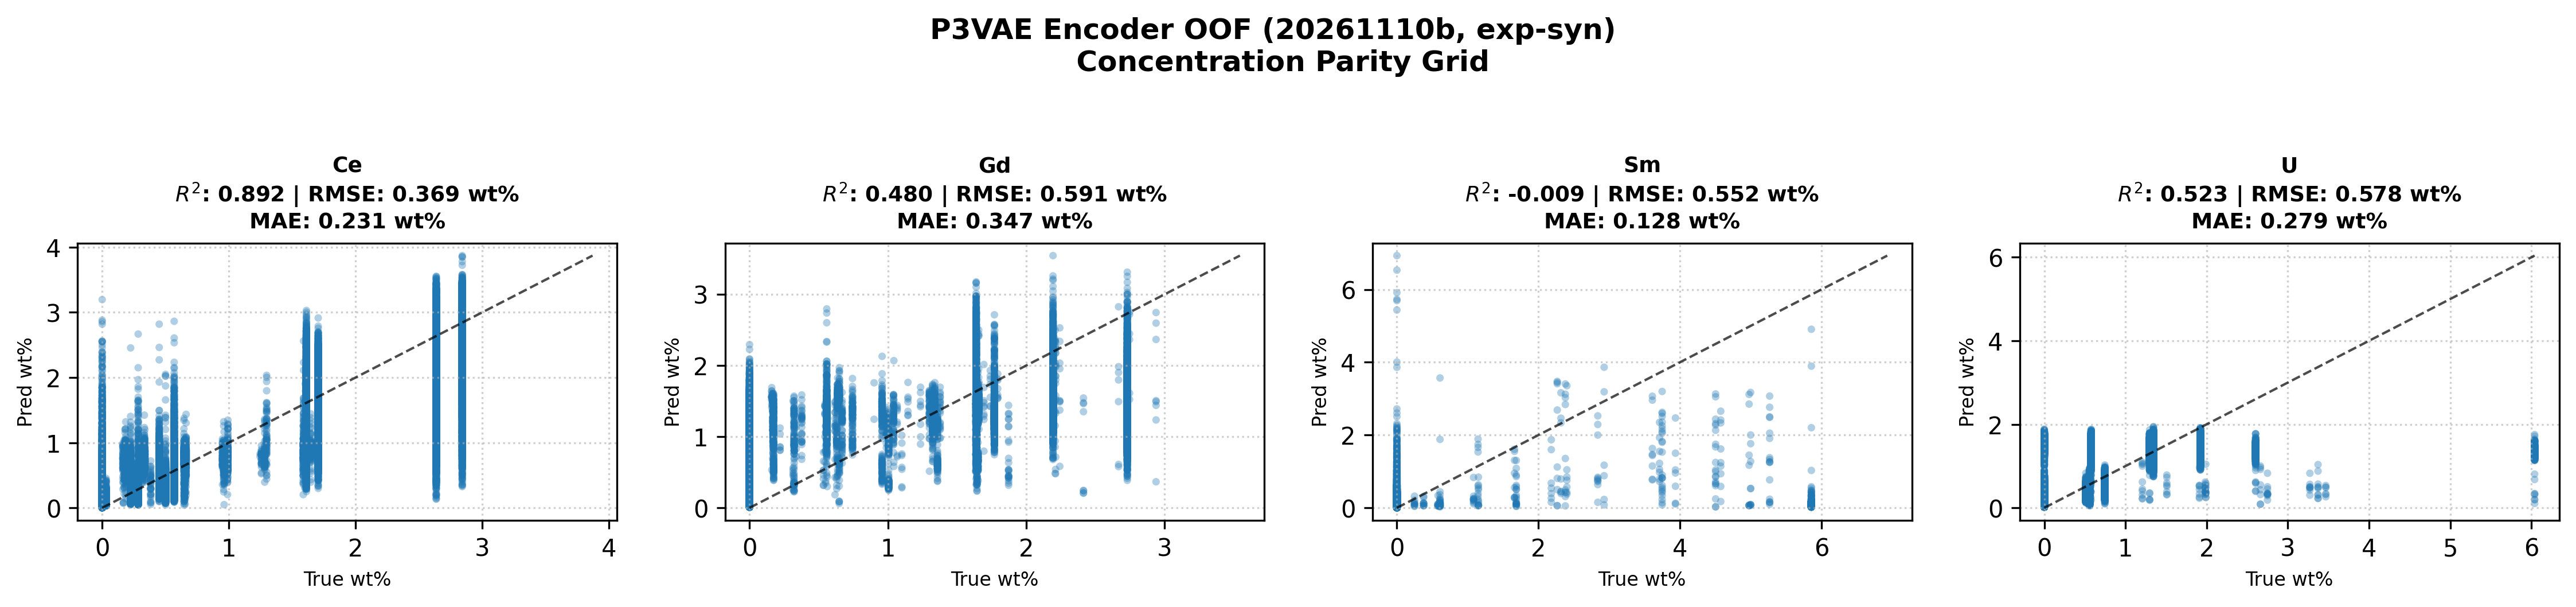 P3VAE Encoder OOF (20261110b, exp-syn)
Concentration Parity Grid
Ce
R²: 0.892 | RMSE: 0.369 wt%
MAE: 0.231 wt%
Pred wt%
4
3
2
1
0
0 1 2 3 4
True wt%
Gd
R²: 0.480 | RMSE: 0.591 wt%
MAE: 0.347 wt%
Pred wt%
3
2
1
0
0 1 2 3
True wt%
Sm
R²: -0.009 | RMSE: 0.552 wt%
MAE: 0.128 wt%
Pred wt%
6
4
2
0
0 2 4 6
True wt%
U
R²: 0.523 | RMSE: 0.578 wt%
MAE: 0.279 wt%
Pred wt%
6
4
2
0
0 1 2 3 4 5 6
True wt%